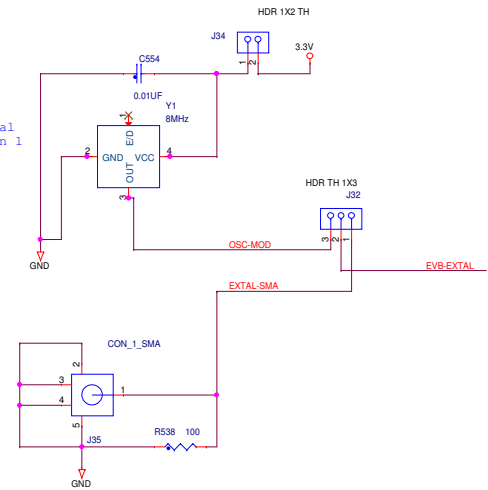 HDR 1X2 TH
J34
3.3V
C554
1
2
0.01UF
Y1
8MHz
al
n 1
1
E/D
2
GND
VCC
4
OUT
3
HDR TH 1X3
J32
3
2
1
OSC-MOD
GND
EVB-EXTAL
EXTAL-SMA
CON_1_SMA
2
3
1
4
5
J35
R538
100
GND